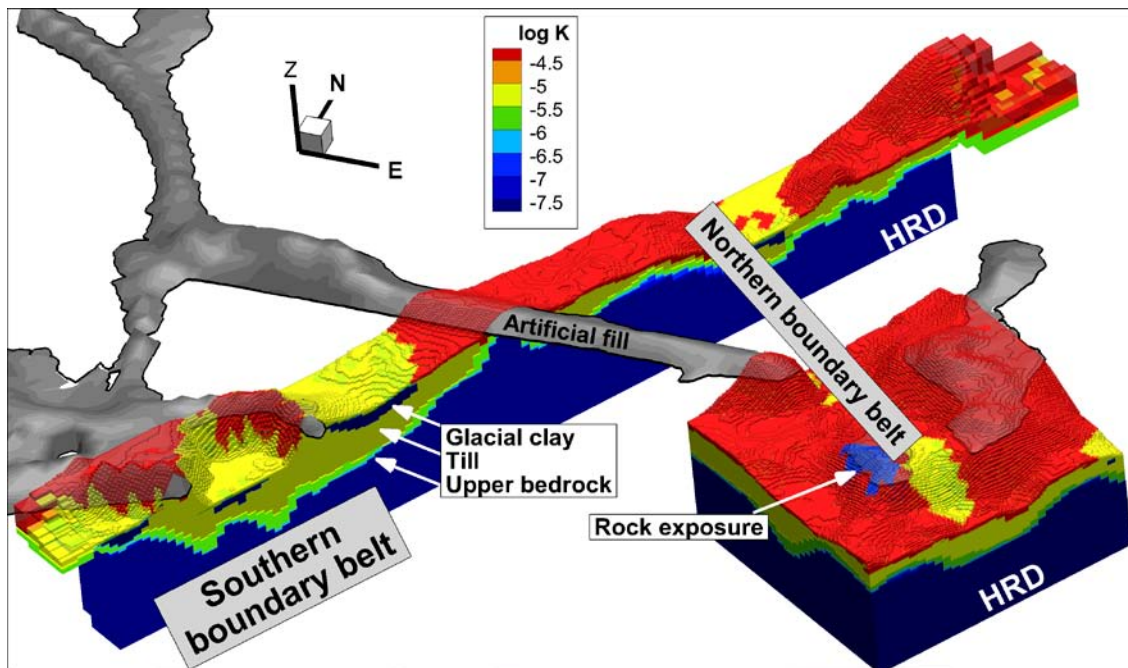 log K
-4.5
-5
-5.5
-6
-6.5
-7
-7.5
Z
N
E
HRD
Northern
boundary belt
Artificial fill
Glacial clay
Till
Upper bedrock
Rock exposure
Southern
boundary belt
HRD